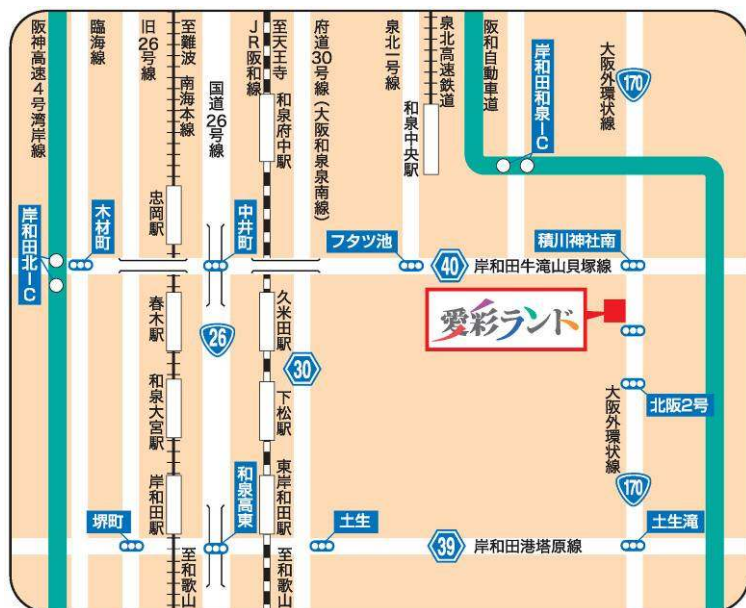 阪神高速4号湾岸線
臨海線
旧26号線
至難波
南海本線
国道26号線
JR阪和線
至天王寺
和泉府中駅
府道30号線(大阪和泉泉南線)
泉北一号線
和泉中央駅
泉北高速鉄道
阪和自動車道
岸和田和泉IC
大阪外環状線
170
岸和田北IC
木材町
忠岡駅
中井町
フタツ池
40
岸和田牛滝山貝塚線
積川神社南
春木駅
26
久米田駅
30
愛彩ランド
和泉大宮駅
下松駅
北阪2号
大阪外環状線
170
岸和田駅
和泉高東
東岸和田駅
堺町
土生
39
岸和田港塔原線
土生滝
至和歌山
至和歌山